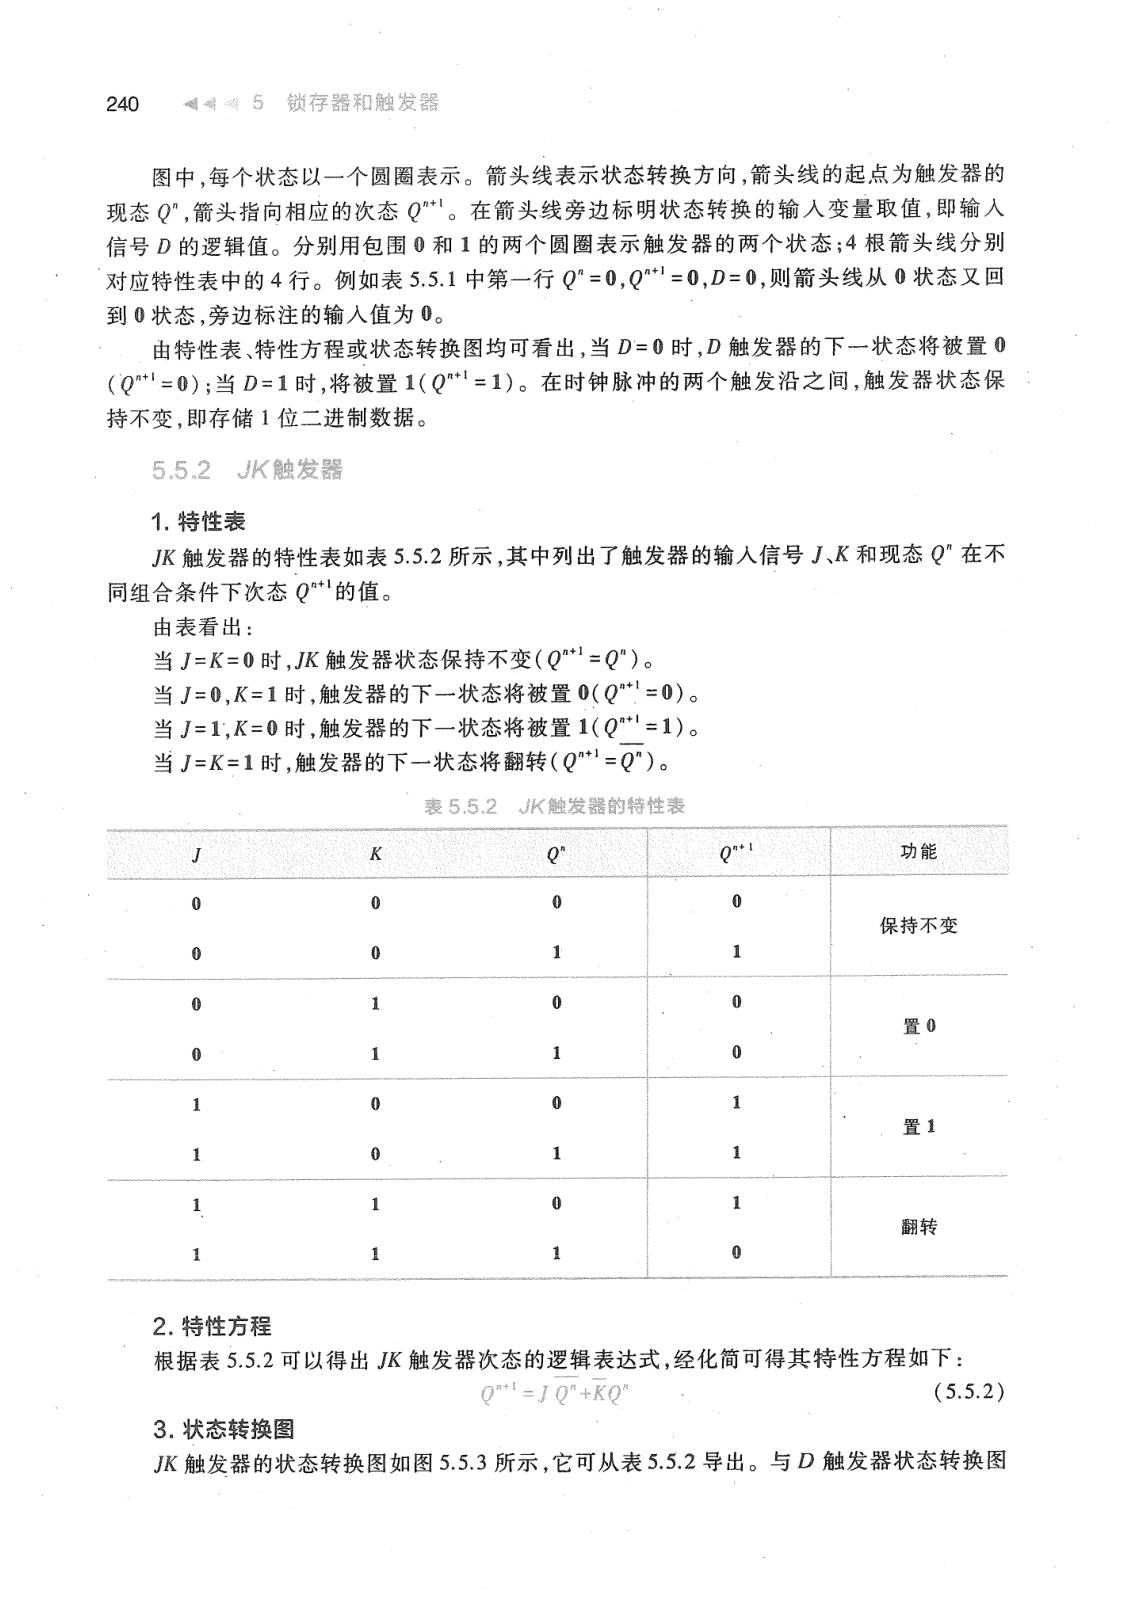 240 5 锁存器和触发器
图中,每个状态以一个圆圈表示。箭头线表示状态转换方向,箭头线的起点为触发器的
现态 Qⁿ,箭头指向相应的次态 Qⁿ⁺¹。在箭头线旁边标明状态转换的输入变量取值,即输入
信号 D 的逻辑值。分别用包围 0 和 1 的两个圆圈表示触发器的两个状态;4 根箭头线分别
对应特性表中的 4 行。例如表 5.5.1 中第一行 Qⁿ=0,Qⁿ⁺¹=0,D=0,则箭头线从 0 状态又回
到 0 状态,旁边标注的输入值为 0。
由特性表、特性方程或状态转换图均可看出,当 D=0 时,D 触发器的下一状态将被置 0
(Qⁿ⁺¹=0);当 D=1 时,将被置 1(Qⁿ⁺¹=1)。在时钟脉冲的两个触发沿之间,触发器状态保
持不变,即存储 1 位二进制数据。
5.5.2 JK触发器
1. 特性表
JK 触发器的特性表如表 5.5.2 所示,其中列出了触发器的输入信号 J、K 和现态 Qⁿ 在不
同组合条件下次态 Qⁿ⁺¹的值。
由表看出:
当 J=K=0 时,JK 触发器状态保持不变(Qⁿ⁺¹=Qⁿ)。
当 J=0,K=1 时,触发器的下一状态将被置 0(Qⁿ⁺¹=0)。
当 J=1,K=0 时,触发器的下一状态将被置 1(Qⁿ⁺¹=1)。
当 J=K=1 时,触发器的下一状态将翻转(Qⁿ⁺¹=Q̅ⁿ)。
表 5.5.2 JK触发器的特性表
J K Qⁿ Qⁿ⁺¹ 功能
0 0 0 0
保持不变
0 0 1 1
0 1 0 0
置 0
0 1 1 0
1 0 0 1
置 1
1 0 1 1
1 1 0 1
翻转
1 1 1 0
2. 特性方程
根据表 5.5.2 可以得出 JK 触发器次态的逻辑表达式,经化简可得其特性方程如下:
Qⁿ⁺¹=J Q̅ⁿ+K̅Qⁿ (5.5.2)
3. 状态转换图
JK 触发器的状态转换图如图 5.5.3 所示,它可从表 5.5.2 导出。与 D 触发器状态转换图